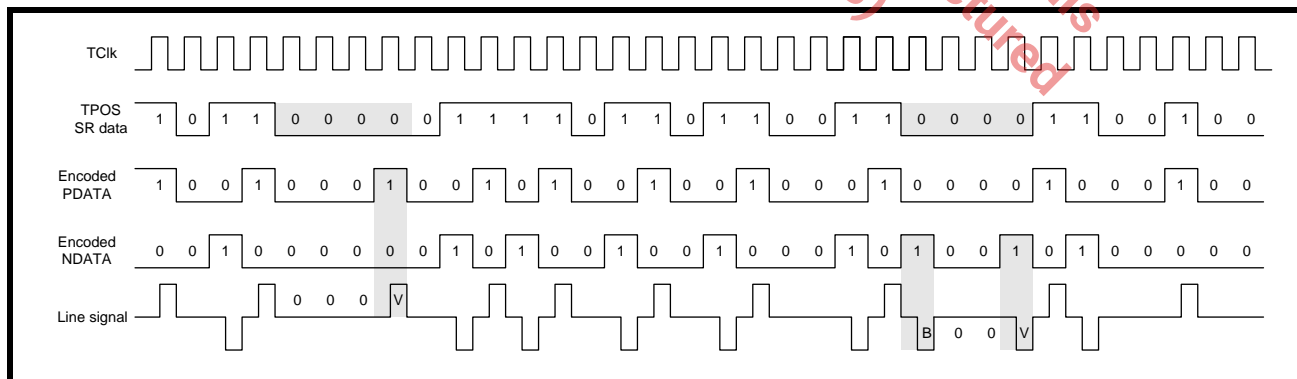 TClk
TPOS
SR data
1 0 1 1 0 0 0 0 0 1 1 1 1 0 1 1 0 1 1 0 0 1 1 0 0 0 0 1 1 0 0 1 0 0
Encoded
PDATA
1 0 0 1 0 0 0 1 0 0 1 0 1 0 0 1 0 0 1 0 0 0 1 0 0 0 0 1 0 0 0 1 0 0
Encoded
NDATA
0 0 1 0 0 0 0 0 0 1 0 1 0 0 1 0 0 1 0 0 0 1 0 1 0 0 1 0 1 0 0 0 0 0
Line signal
0 0 0 V
B 0 0 V